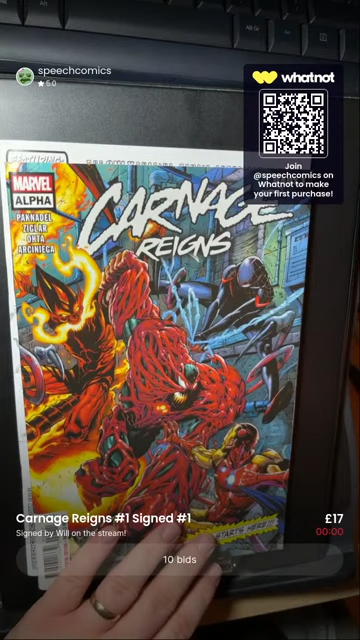 speechcomics
★ 5.0
whatnot
Join
@speechcomics on
Whatnot to make
your first purchase!
MARVEL
ALPHA
PAKNADEL
ZIGLAR
ORTA
ARCINIEGA
CARNAGE
REIGNS
Carnage Reigns #1 Signed #1
£17
Signed by Will on the stream!
00:00
10 bids